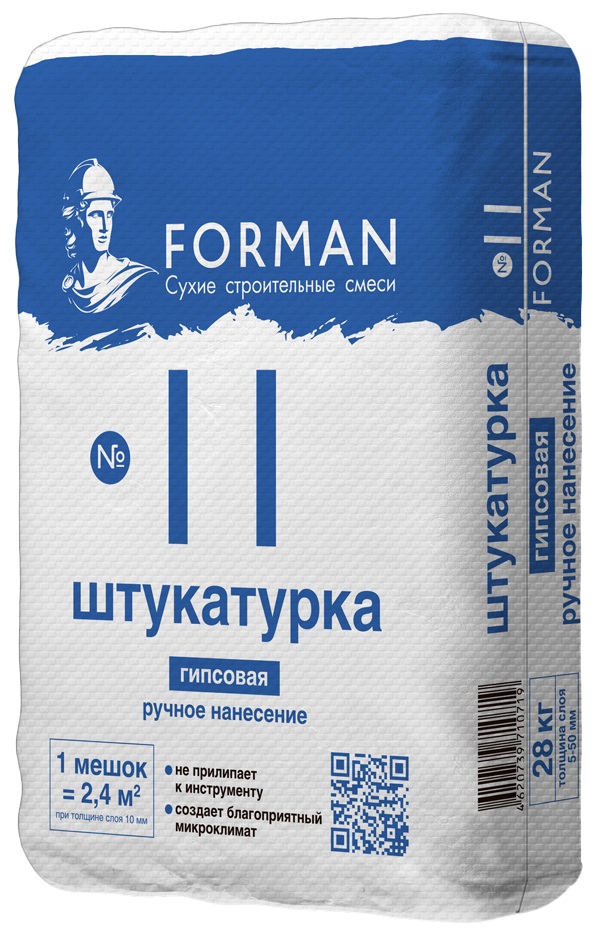 FORMAN
Сухие строительные смеси
№ 11
штукатурка
гипсовая
ручное нанесение
1 мешок
= 2,4 м²
при толщине слоя 10 мм
• не прилипает
к инструменту
• создает благоприятный
микроклимат
№ 11 FORMAN
штукатурка
гипсовая
ручное нанесение
4620739710719
28 кг
толщина слоя
5-50 мм